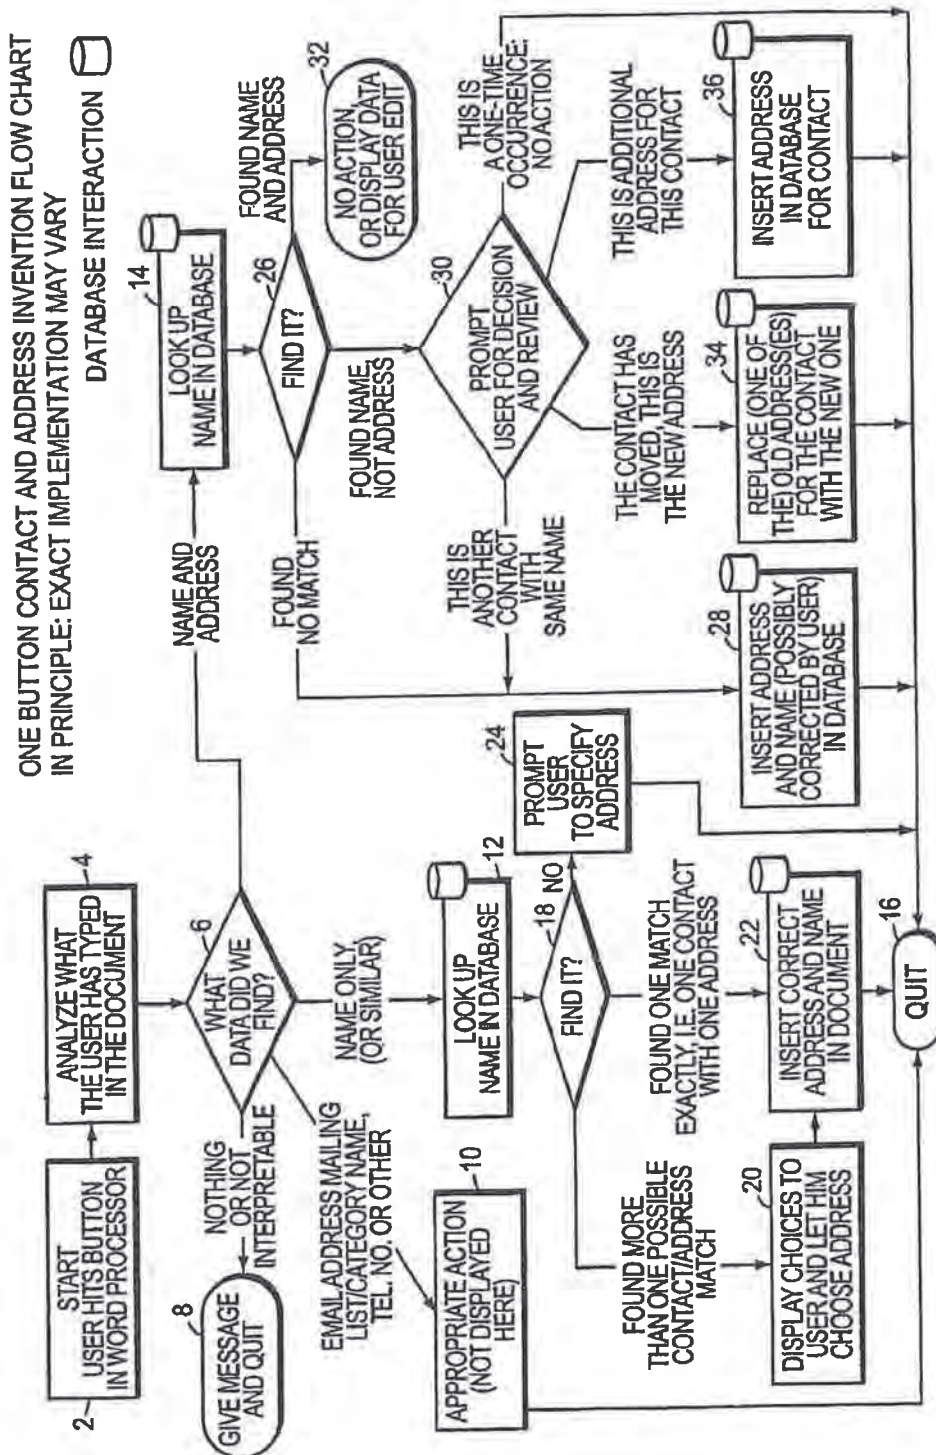 ONE BUTTON CONTACT AND ADDRESS INVENTION FLOW CHART
IN PRINCIPLE: EXACT IMPLEMENTATION MAY VARY
DATABASE INTERACTION
2
START
USER HITS BUTTON
IN WORD PROCESSOR
4
ANALYZE WHAT
THE USER HAS TYPED
IN THE DOCUMENT
6
WHAT
DATA DID WE
FIND?
NOTHING
OR NOT
INTERPRETABLE
8
GIVE MESSAGE
AND QUIT
EMAIL ADDRESS MAILING
LIST/CATEGORY NAME,
TEL. NO. OR OTHER
10
APPROPRIATE ACTION
(NOT DISPLAYED
HERE)
NAME ONLY
(OR SIMILAR)
12
LOOK UP
NAME IN DATABASE
18
FIND IT?
NO
24
PROMPT
USER
TO SPECIFY
ADDRESS
FOUND MORE
THAN ONE POSSIBLE
CONTACT/ADDRESS
MATCH
FOUND ONE MATCH
EXACTLY, I.E. ONE CONTACT
WITH ONE ADDRESS
20
DISPLAY CHOICES TO
USER AND LET HIM
CHOOSE ADDRESS
22
INSERT CORRECT
ADDRESS AND NAME
IN DOCUMENT
16
QUIT
NAME AND
ADDRESS
14
LOOK UP
NAME IN DATABASE
26
FIND IT?
FOUND
NO MATCH
FOUND NAME
NOT ADDRESS
FOUND NAME
AND ADDRESS
32
NO ACTION
OR DISPLAY DATA
FOR USER EDIT
30
PROMPT
USER FOR DECISION
AND REVIEW
THIS IS
ANOTHER
CONTACT
WITH
SAME NAME
THE CONTACT HAS
MOVED, THIS IS
THE NEW ADDRESS
THIS IS ADDITIONAL
ADDRESS FOR
THIS CONTACT
THIS IS
A ONE-TIME
OCCURRENCE:
NO ACTION
28
INSERT ADDRESS
AND NAME (POSSIBLY
CORRECTED BY USER)
IN DATABASE
34
REPLACE (ONE OF
THE) OLD ADDRESS(ES)
FOR THE CONTACT
WITH THE NEW ONE
36
INSERT ADDRESS
IN DATABASE
FOR CONTACT